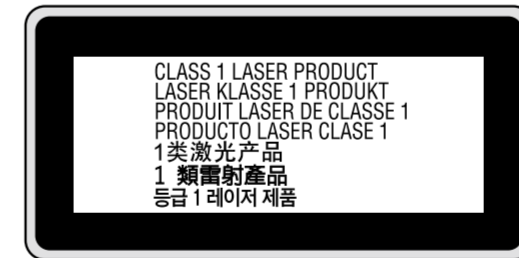 CLASS 1 LASER PRODUCT
LASER KLASSE 1 PRODUKT
PRODUIT LASER DE CLASSE 1
PRODUCTO LASER CLASE 1
1类激光产品
1 類雷射產品
등급 1 레이저 제품